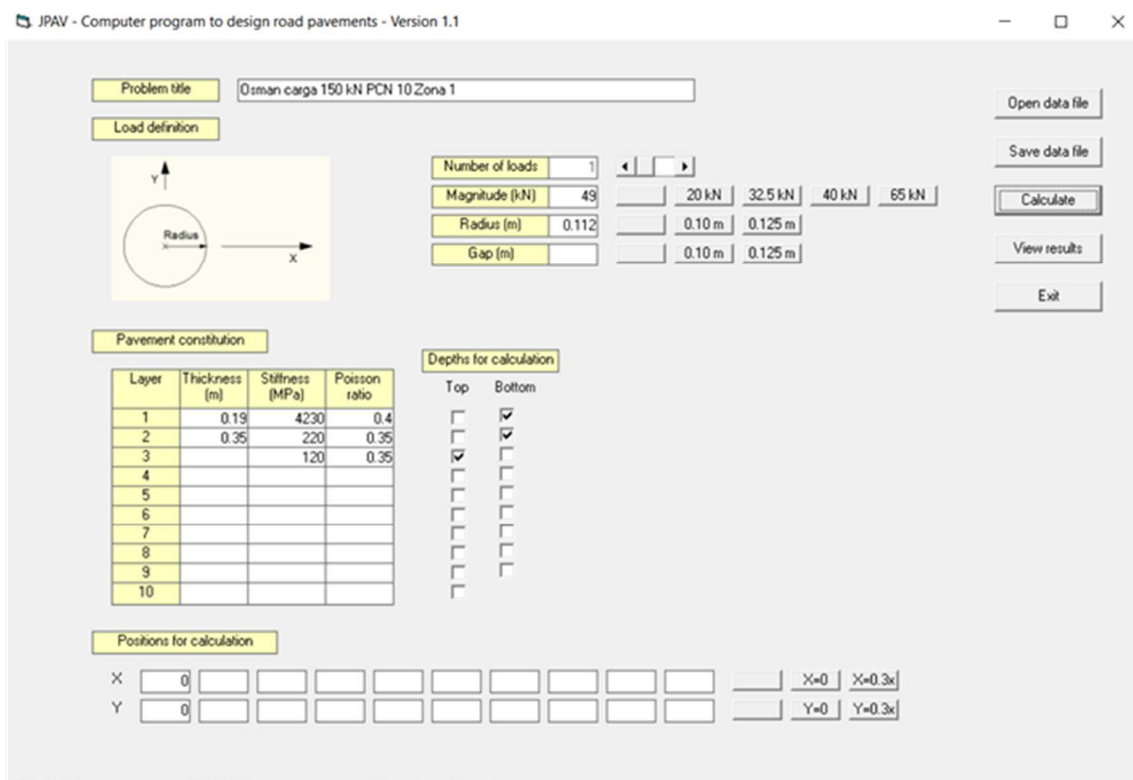 JPAV - Computer program to design road pavements - Version 1.1
Problem title Osman carga 150 kN PCN 10 Zona 1
Open data file
Load definition
Save data file
Number of loads 1
Magnitude (kN) 49 20 kN 32.5 kN 40 kN 65 kN
Calculate
Y
Radius (m) 0.112 0.10 m 0.125 m
Radius
X
Gap (m) 0.10 m 0.125 m
View results
Exit
Pavement constitution
Depths for calculation
Layer Thickness (m) Stiffness (MPa) Poisson ratio
Top Bottom
1 0.19 4230 0.4
2 0.35 220 0.35
3 120 0.35
4
5
6
7
8
9
10
Positions for calculation
X 0 X=0 X=0.3x
Y 0 Y=0 Y=0.3x